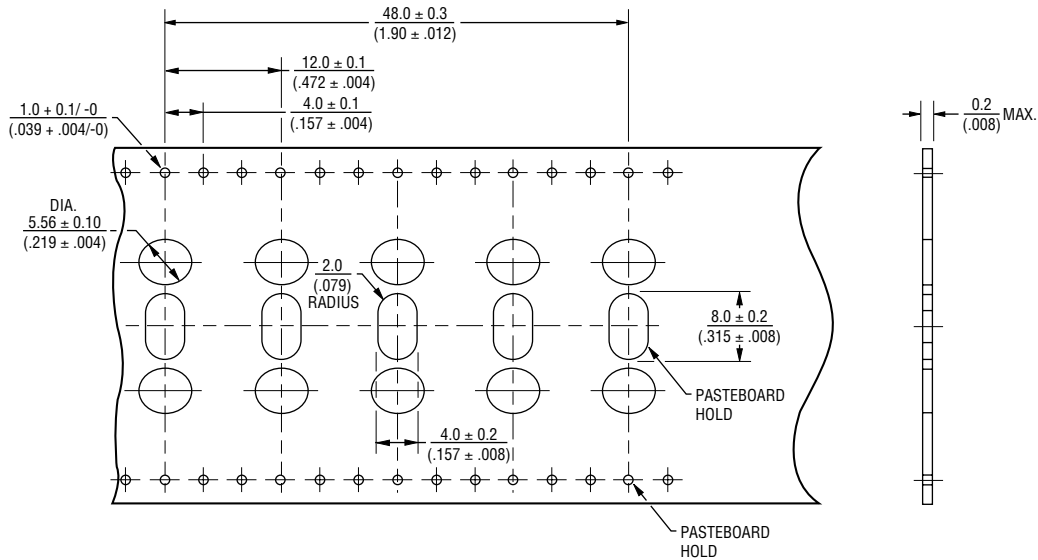 48.0 ± 0.3
(1.90 ± .012)
12.0 ± 0.1
(.472 ± .004)
1.0 + 0.1/ -0
(.039 + .004/-0)
4.0 ± 0.1
(.157 ± .004)
0.2
(.008) MAX.
DIA.
5.56 ± 0.10
(.219 ± .004)
2.0
(.079)
RADIUS
8.0 ± 0.2
(.315 ± .008)
PASTEBOARD
HOLD
4.0 ± 0.2
(.157 ± .008)
PASTEBOARD
HOLD